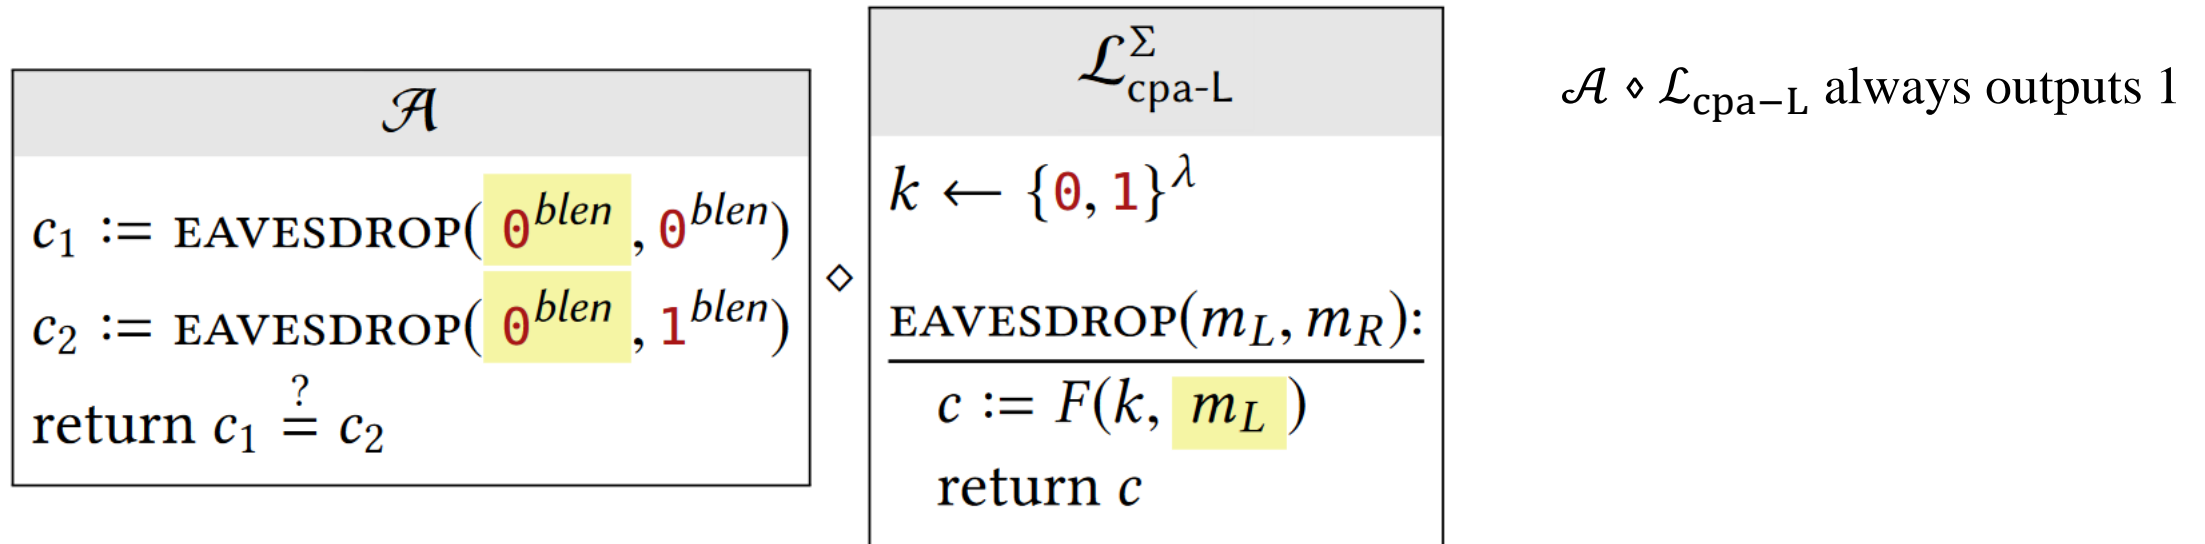 𝒜
c₁ := EAVESDROP(0^blen, 0^blen)
c₂ := EAVESDROP(0^blen, 1^blen)
return c₁ ≟ c₂
⋄
ℒ^Σ_cpa-L
k ← {0, 1}^λ
EAVESDROP(m_L, m_R):
c := F(k, m_L)
return c
𝒜 ⋄ ℒ_cpa−L always outputs 1